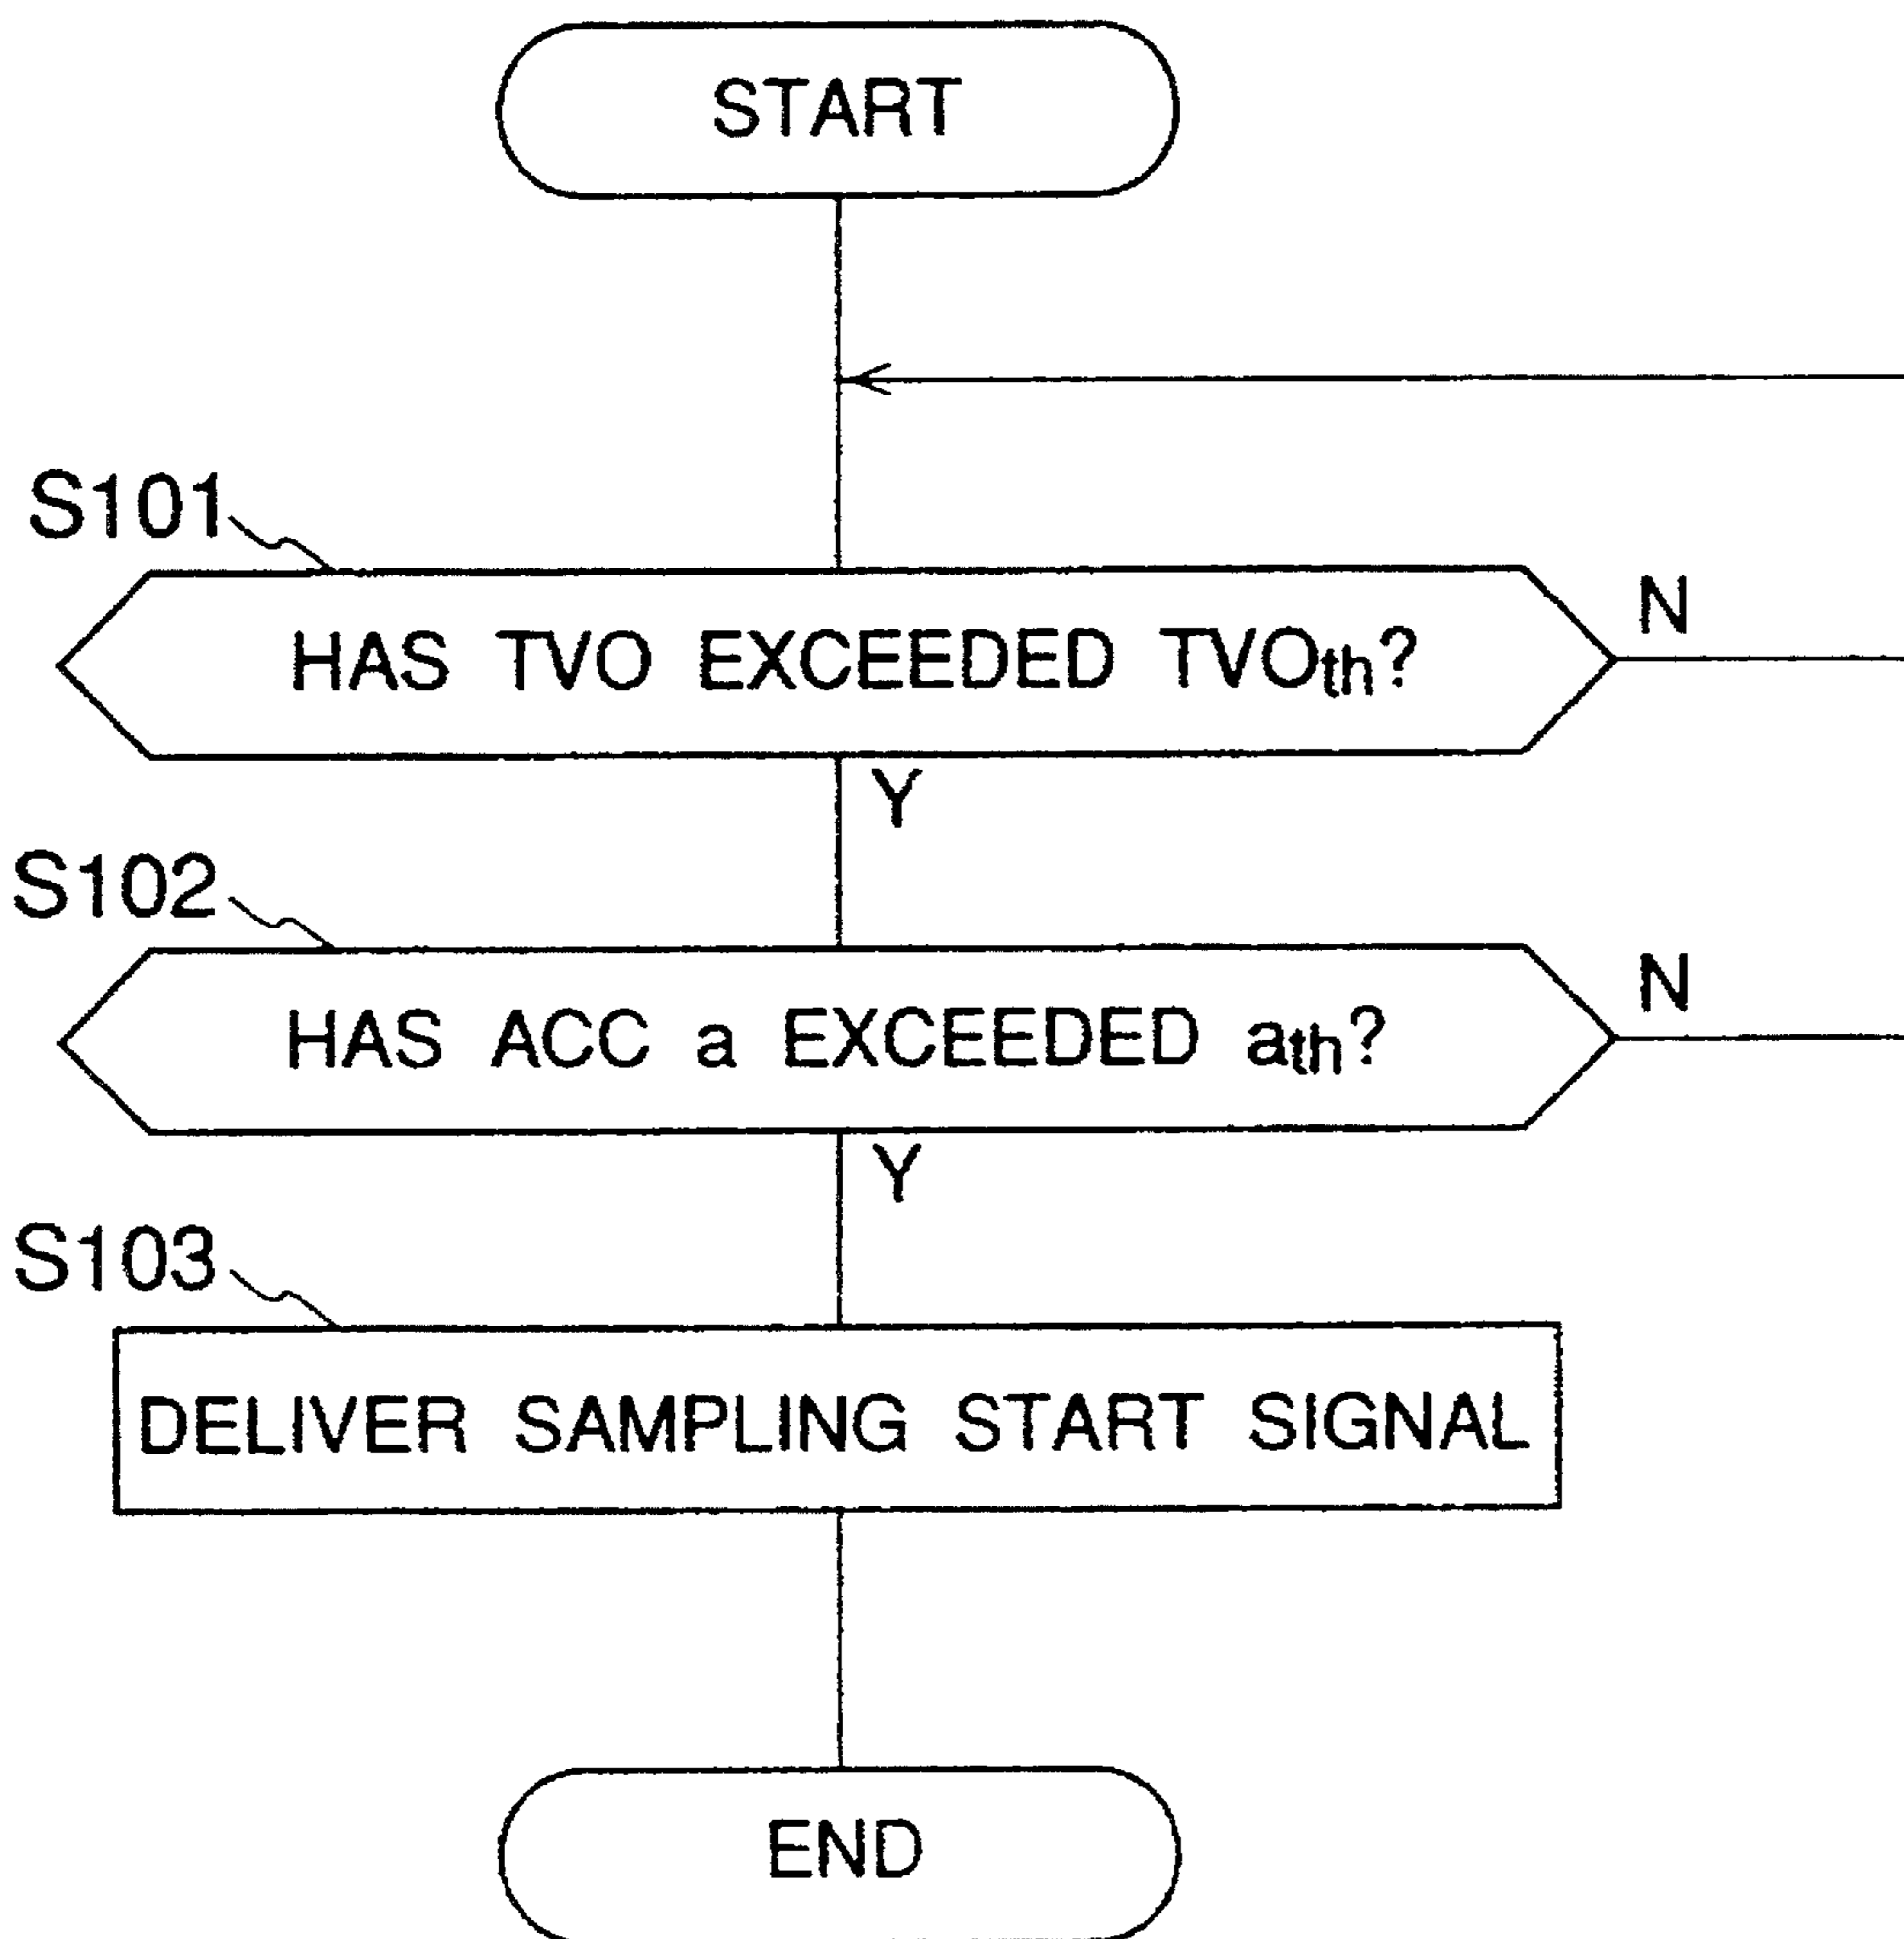 START
S101
HAS TVO EXCEEDED TVOth?
N
Y
S102
HAS ACC a EXCEEDED ath?
N
Y
S103
DELIVER SAMPLING START SIGNAL
END